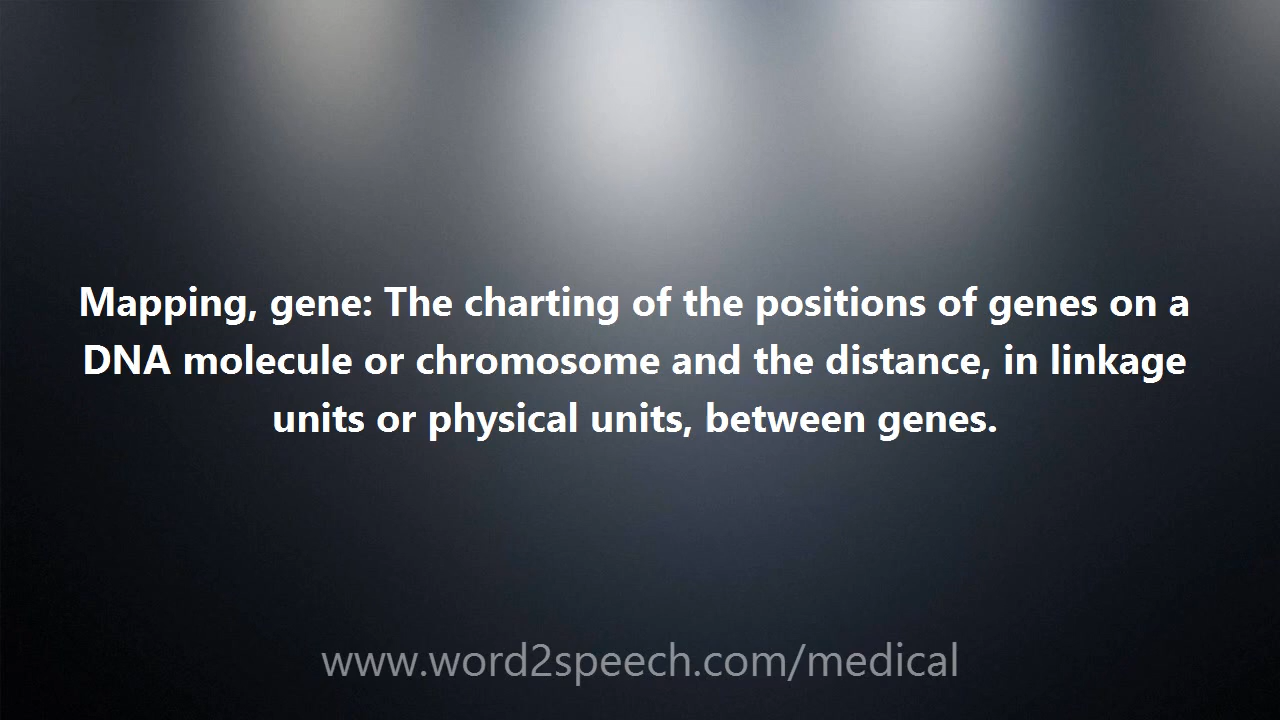 Mapping, gene: The charting of the positions of genes on a
DNA molecule or chromosome and the distance, in linkage
units or physical units, between genes.
www.word2speech.com/medical